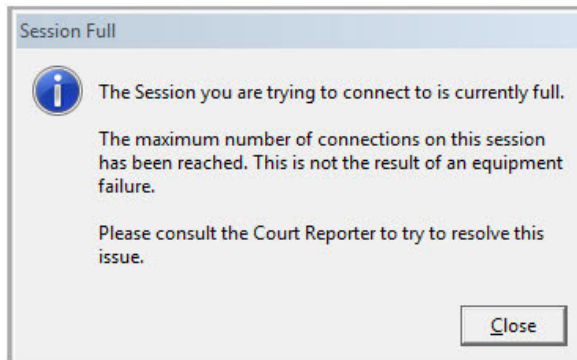 Session Full
The Session you are trying to connect to is currently full.
The maximum number of connections on this session
has been reached. This is not the result of an equipment
failure.
Please consult the Court Reporter to try to resolve this
issue.
Close